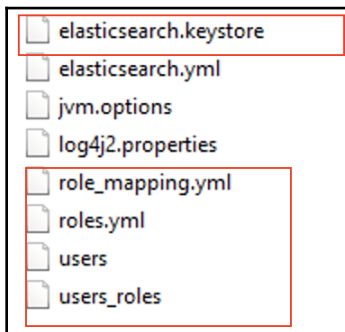 elasticsearch.keystore
elasticsearch.yml
jvm.options
log4j2.properties
role_mapping.yml
roles.yml
users
users_roles